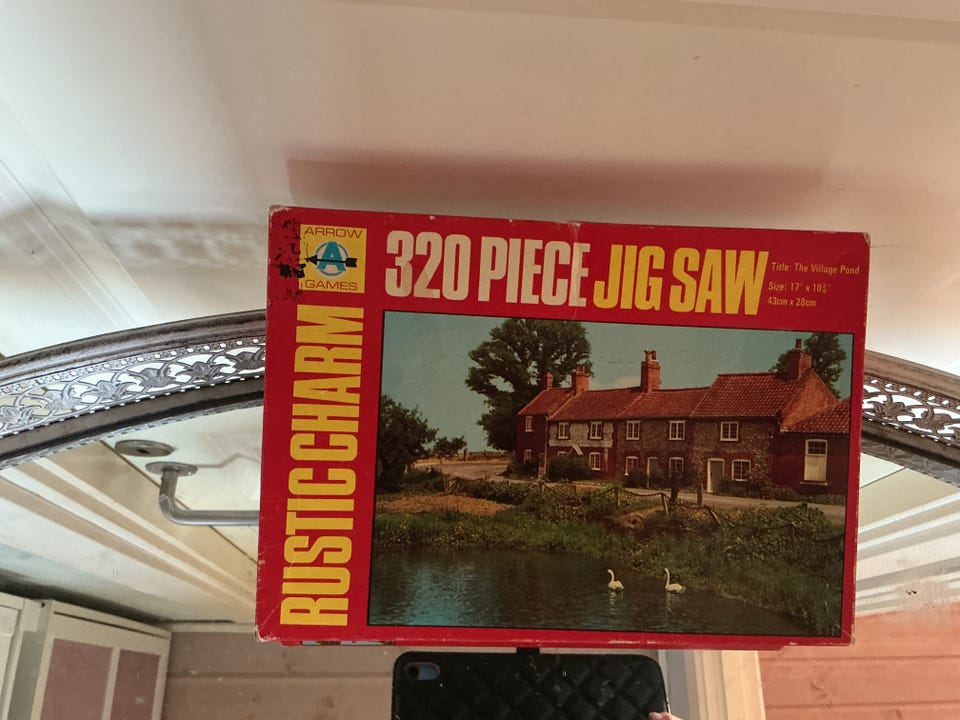 ARROW
A
GAMES
320 PIECE JIG SAW
Title: The Village Pond
Size: 17" x 10¾"
43cm x 28cm
RUSTIC CHARM